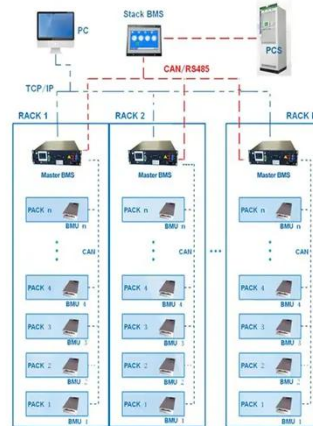 PC
Stack BMS
PCS
CAN/RS485
TCP/IP
RACK 1
RACK 2
RACK
Master BMS
Master BMS
Master BMS
PACK n
BMU n
PACK n
BMU n
PACK n
BMU n
CAN
CAN
CAN
PACK 4
BMU 4
PACK 4
BMU 4
PACK 4
BMU 4
PACK 3
BMU 3
PACK 3
BMU 3
PACK 3
BMU 3
PACK 2
BMU 2
PACK 2
BMU 2
PACK 2
BMU 2
PACK 1
BMU 1
PACK 1
BMU 1
PACK 1
BMU 1